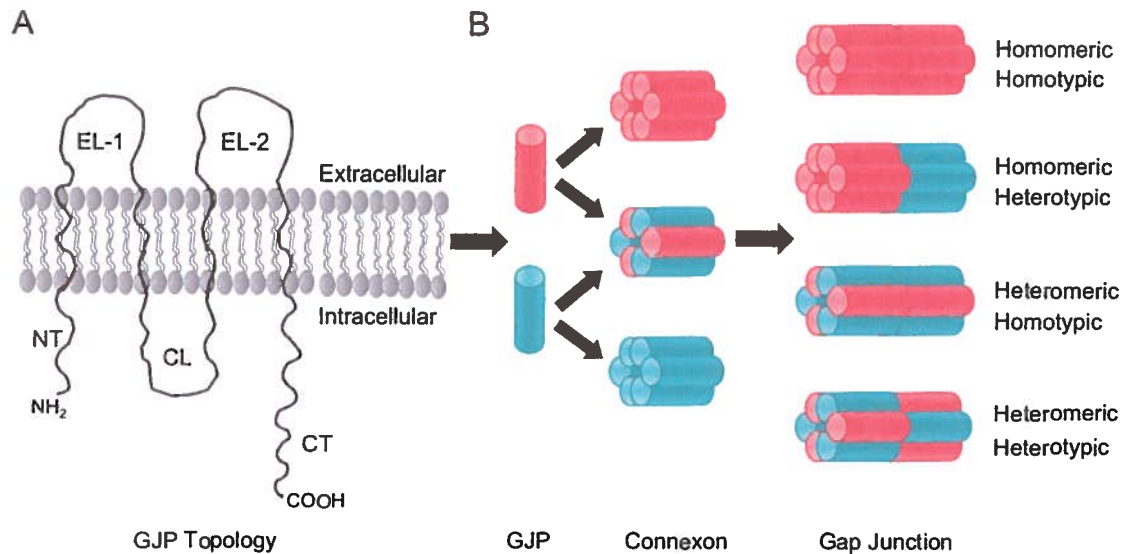 A
EL-1
EL-2
Extracellular
Intracellular
NT
CL
NH₂
CT
COOH
GJP Topology
B
Homomeric
Homotypic
Homomeric
Heterotypic
Heteromeric
Homotypic
Heteromeric
Heterotypic
GJP
Connexon
Gap Junction